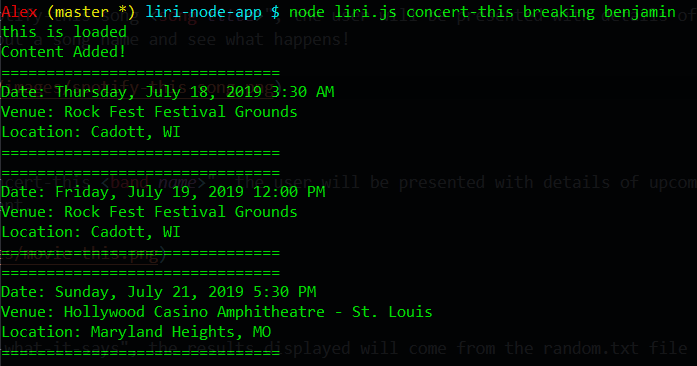 Alex (master *) liri-node-app $ node liri.js concert-this breaking benjamin
this is loaded
Content Added!
==============================
Date: Thursday, July 18, 2019 3:30 AM
Venue: Rock Fest Festival Grounds
Location: Cadott, WI
==============================
==============================
Date: Friday, July 19, 2019 12:00 PM
Venue: Rock Fest Festival Grounds
Location: Cadott, WI
==============================
==============================
Date: Sunday, July 21, 2019 5:30 PM
Venue: Hollywood Casino Amphitheatre - St. Louis
Location: Maryland Heights, MO
==============================